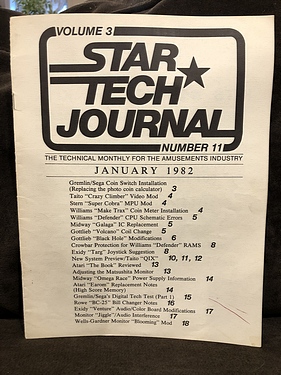 VOLUME 3
STAR
TECH
JOURNAL
NUMBER 11
THE TECHNICAL MONTHLY FOR THE AMUSEMENTS INDUSTRY
JANUARY 1982
Gremlin/Sega Coin Switch Installation
(Replacing the photo coin calculator) 3
Taito "Crazy Climber" Video Mod 4
Stern "Super Cobra" MPU Mod 4
Williams "Make Trax" Coin Meter Installation 4
Williams "Defender" CPU Schematic Errors 5
Midway "Galaga" IC Replacement 5
Gottlieb "Volcano" Coil Change 5
Gottlieb "Black Hole" Modifications 6
Crowbar Protection for Williams "Defender" RAMS 8
Exidy "Targ" Joystick Suggestion 8
New System Preview/Taito "QIX" 10, 11, 12
Atari "The Book" Reviewed 13
Adjusting the Matsushita Monitor 13
Midway "Omega Race" Power Supply Information 14
Atari "Earom" Replacement Notes
(High Score Memory) 14
Gremlin/Sega's Digital Tech Test (Part 1) 15
Rowe "BC-25" Bill Changer Notes 16
Exidy "Venture" Audio/Color Board Modifications 17
Monitor "Jiggle"/Audio Interference 17
Wells-Gardner Monitor "Blooming" Mod 18